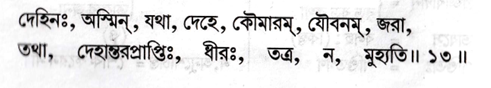 দেহিনঃ, অস্মিন্, যথা, দেহে, কৌমারম্, যৌবনম্, জরা,
তথা, দেহান্তরপ্রাপ্তিঃ, ধীরঃ, তত্র, ন, মুহ্যতি॥ ১৩ ॥